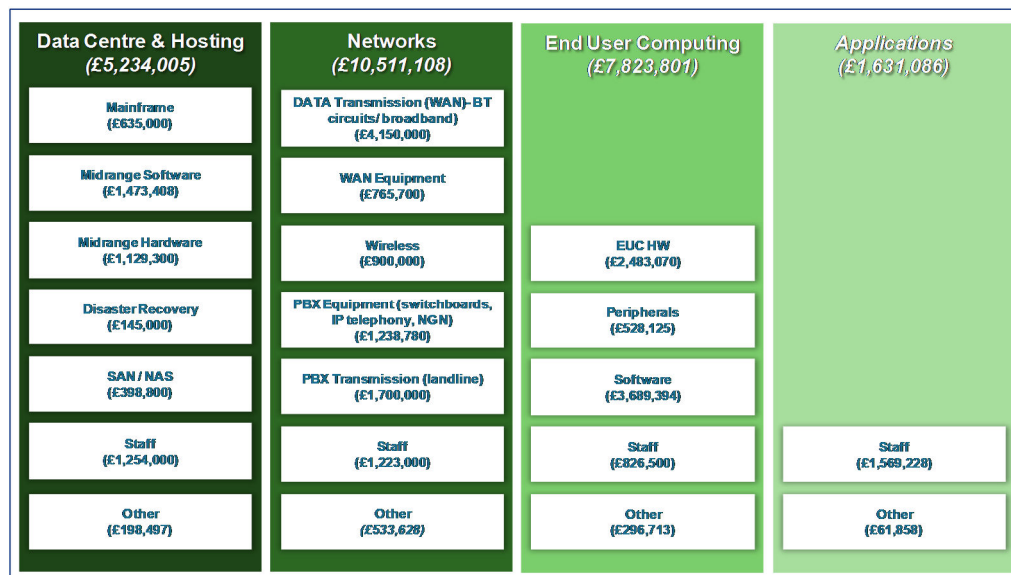 Data Centre & Hosting
(£5,234,005)
Mainframe
(£635,000)
Midrange Software
(£1,473,408)
Midrange Hardware
(£1,129,300)
Disaster Recovery
(£145,000)
SAN / NAS
(£398,800)
Staff
(£1,254,000)
Other
(£198,497)
Networks
(£10,511,108)
DATA Transmission (WAN)- BT
circuits/ broadband)
(£4,150,000)
WAN Equipment
(£765,700)
Wireless
(£900,000)
PBX Equipment (switchboards,
IP telephony, NGN)
(£1,238,780)
PBX Transmission (landline)
(£1,700,000)
Staff
(£1,223,000)
Other
(£533,628)
End User Computing
(£7,823,801)
EUC HW
(£2,483,070)
Peripherals
(£528,125)
Software
(£3,689,394)
Staff
(£826,500)
Other
(£296,713)
Applications
(£1,631,086)
Staff
(£1,569,228)
Other
(£61,858)